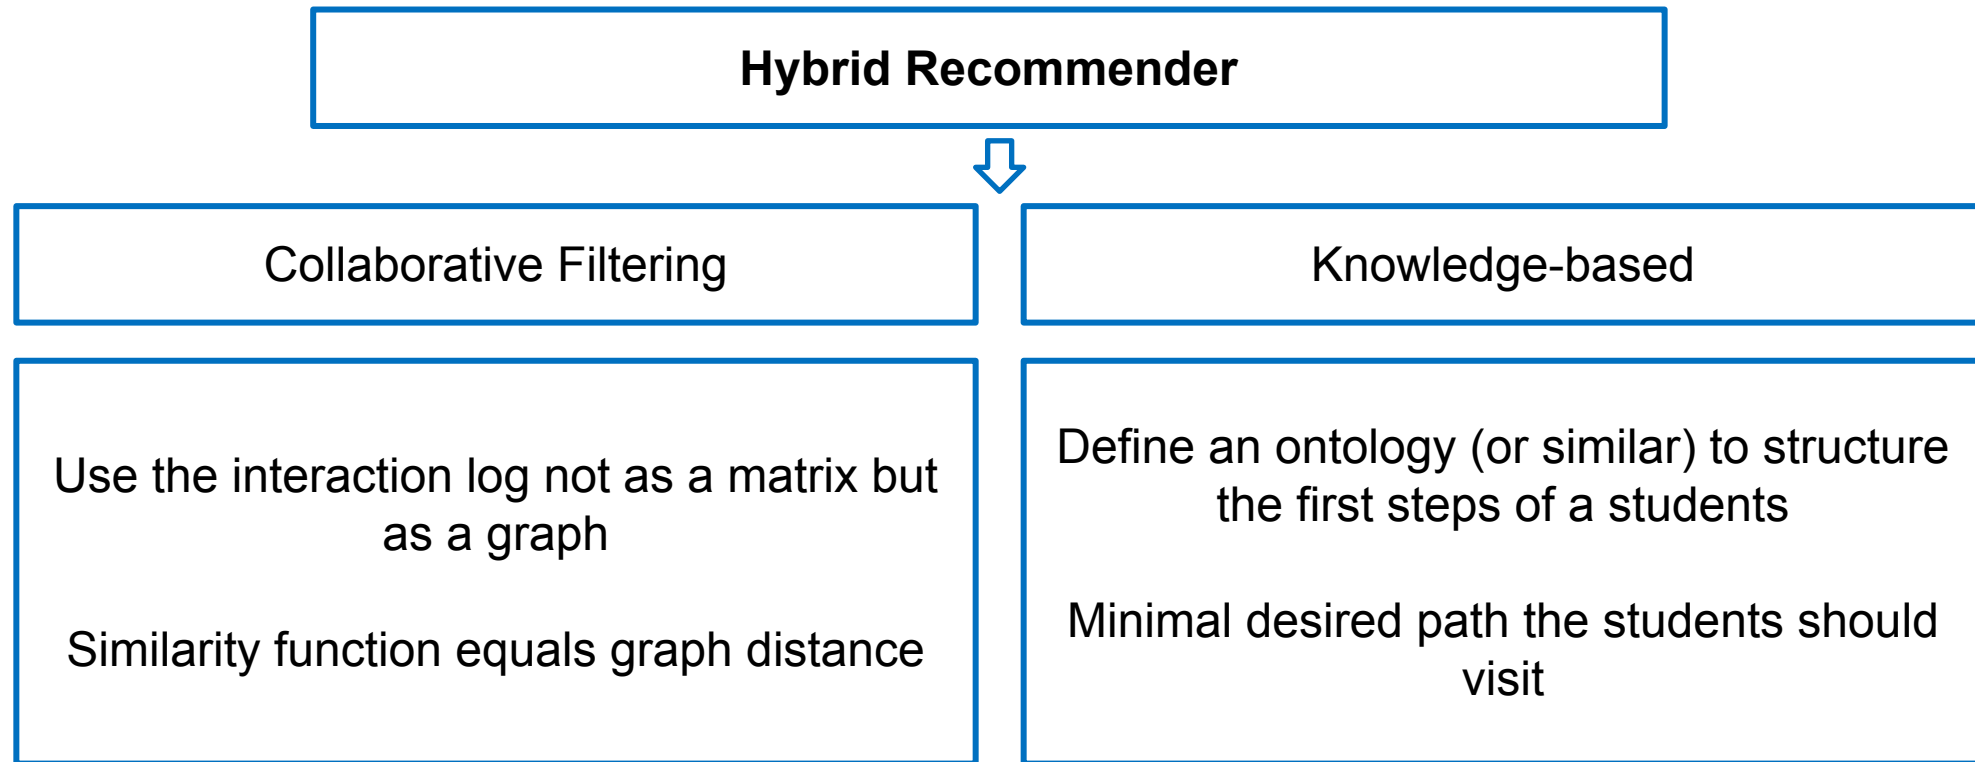 Hybrid Recommender
Collaborative Filtering
Knowledge-based
Use the interaction log not as a matrix but
as a graph
Similarity function equals graph distance
Define an ontology (or similar) to structure
the first steps of a students
Minimal desired path the students should
visit